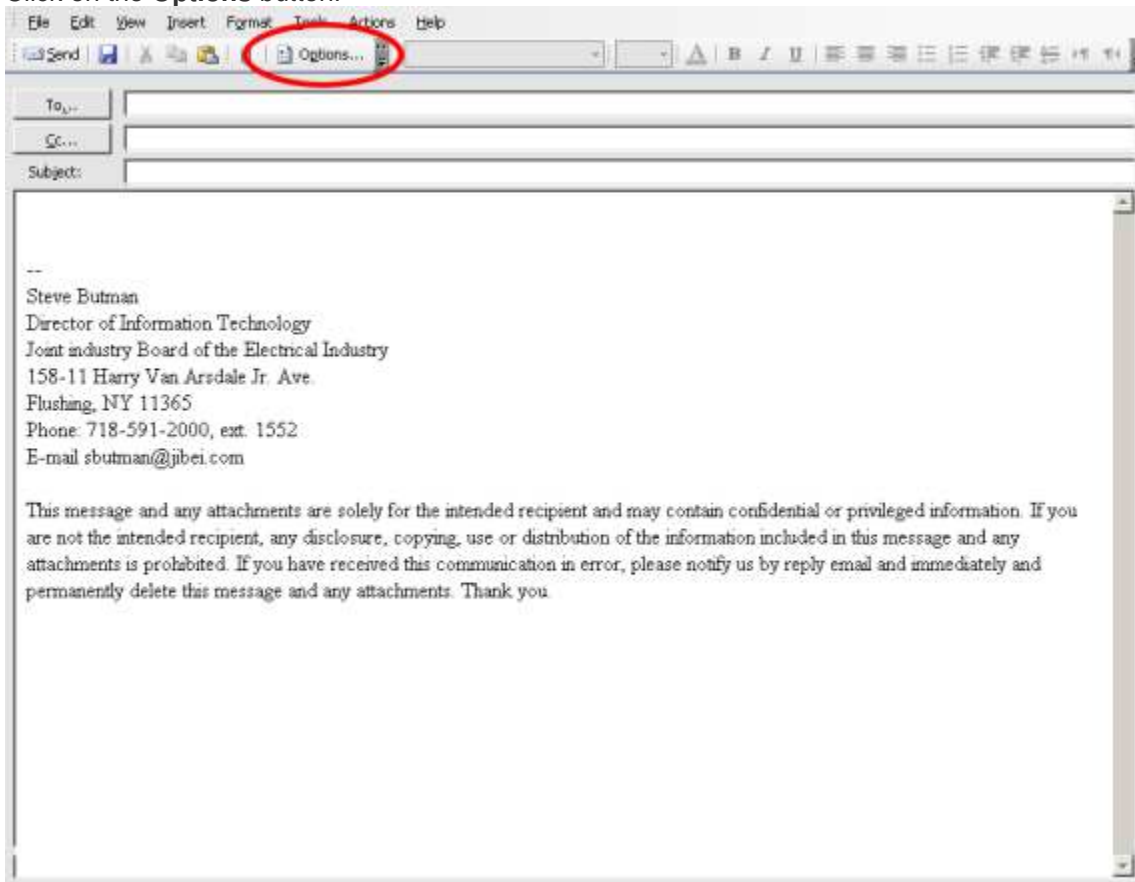 Click on the Options button.
File Edit View Insert Format Tools Actions Help
Send Options... A B I U
To...
Cc...
Subject:
--
Steve Butman
Director of Information Technology
Joint industry Board of the Electrical Industry
158-11 Harry Van Arsdale Jr. Ave.
Flushing, NY 11365
Phone: 718-591-2000, ext. 1552
E-mail sbutman@jibei.com
This message and any attachments are solely for the intended recipient and may contain confidential or privileged information. If you
are not the intended recipient, any disclosure, copying, use or distribution of the information included in this message and any
attachments is prohibited. If you have received this communication in error, please notify us by reply email and immediately and
permanently delete this message and any attachments. Thank you.